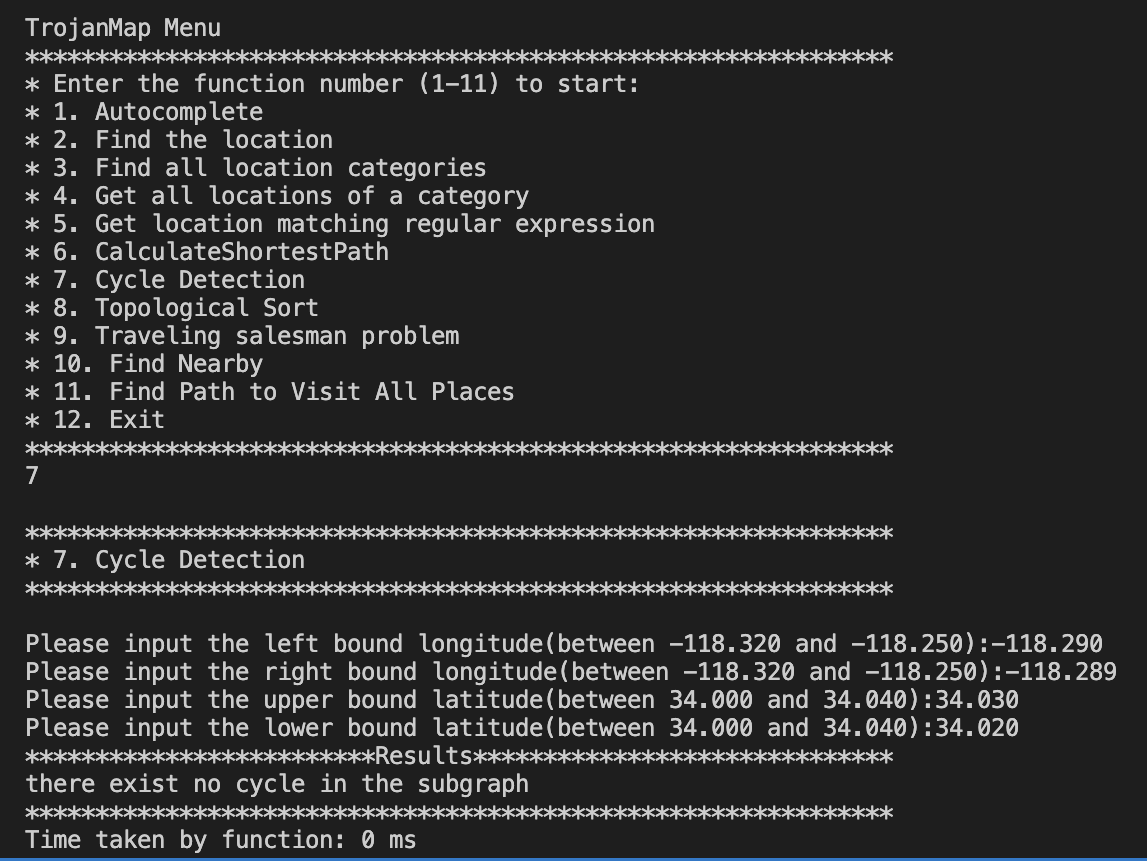 TrojanMap Menu
**************************************************************
* Enter the function number (1-11) to start:
* 1. Autocomplete
* 2. Find the location
* 3. Find all location categories
* 4. Get all locations of a category
* 5. Get location matching regular expression
* 6. CalculateShortestPath
* 7. Cycle Detection
* 8. Topological Sort
* 9. Traveling salesman problem
* 10. Find Nearby
* 11. Find Path to Visit All Places
* 12. Exit
**************************************************************
7
**************************************************************
* 7. Cycle Detection
**************************************************************
Please input the left bound longitude(between -118.320 and -118.250):-118.290
Please input the right bound longitude(between -118.320 and -118.250):-118.289
Please input the upper bound latitude(between 34.000 and 34.040):34.030
Please input the lower bound latitude(between 34.000 and 34.040):34.020
*************************Results******************************
there exist no cycle in the subgraph
**************************************************************
Time taken by function: 0 ms